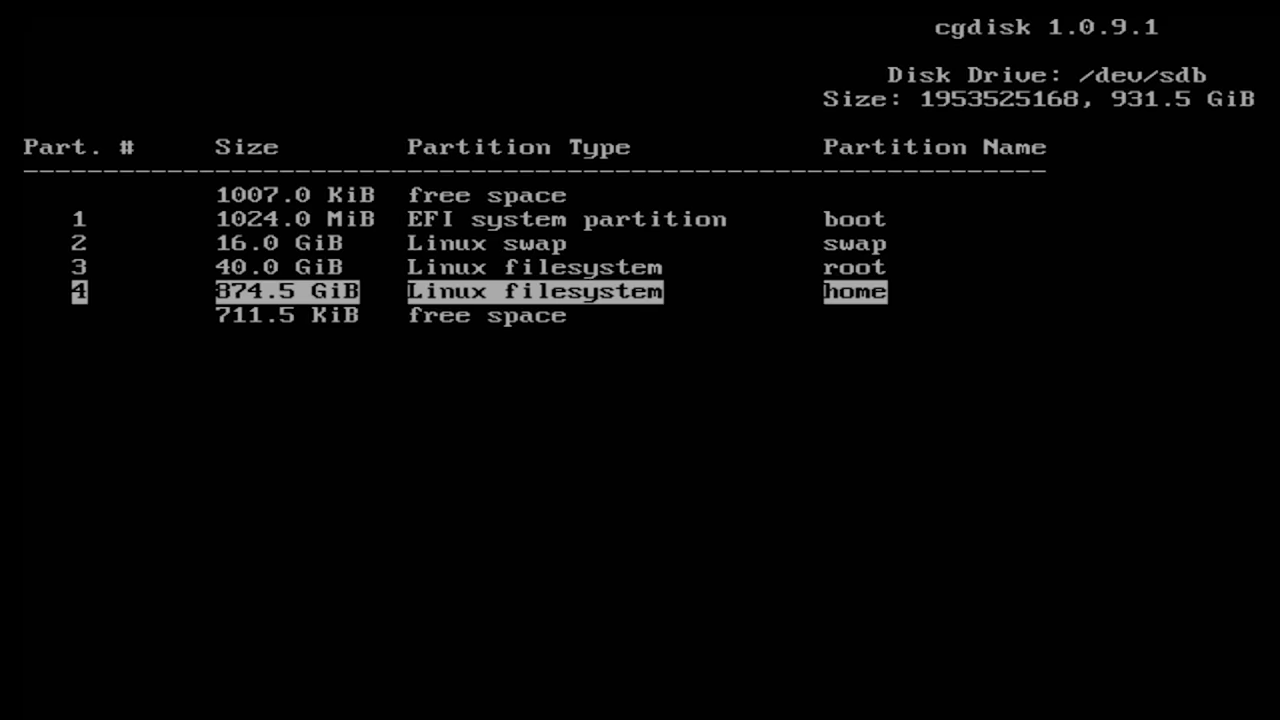 cgdisk 1.0.9.1
Disk Drive: /dev/sdb
Size: 1953525168, 931.5 GiB
Part. # Size Partition Type Partition Name
----------------------------------------------------------------
1007.0 KiB free space
1 1024.0 MiB EFI system partition boot
2 16.0 GiB Linux swap swap
3 40.0 GiB Linux filesystem root
4 874.5 GiB Linux filesystem home
711.5 KiB free space